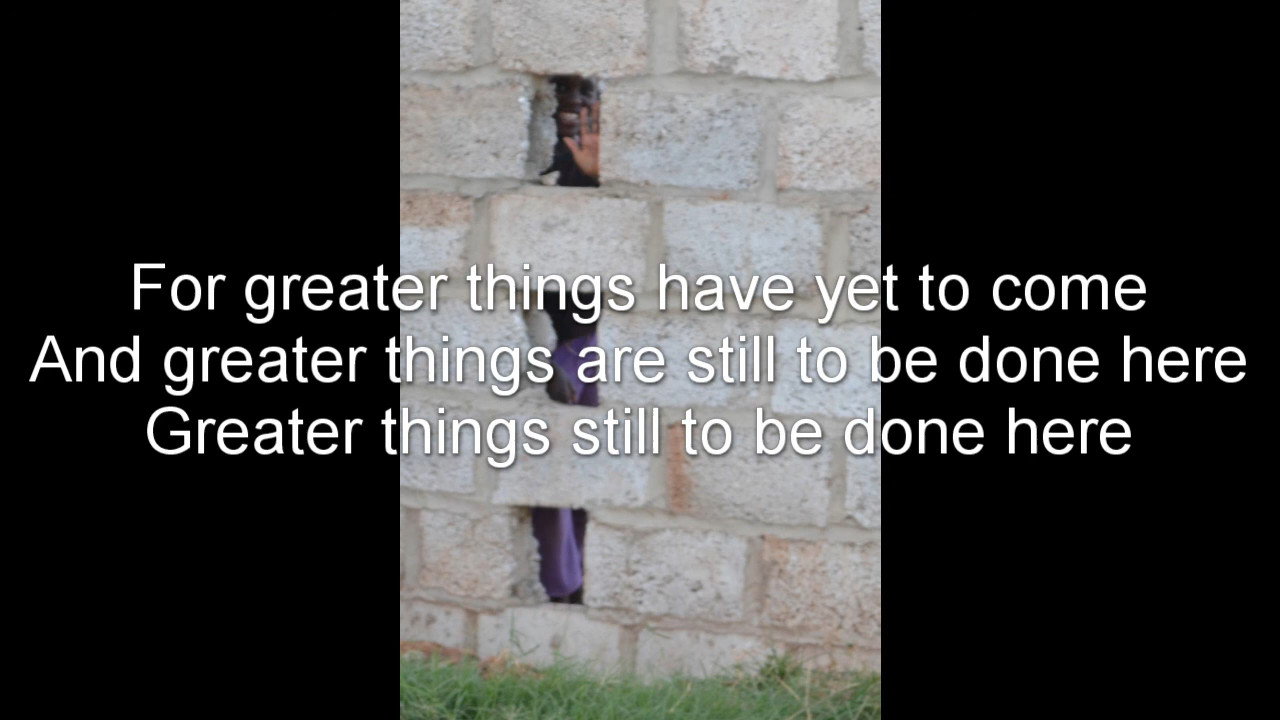 For greater things have yet to come
And greater things are still to be done here
Greater things still to be done here